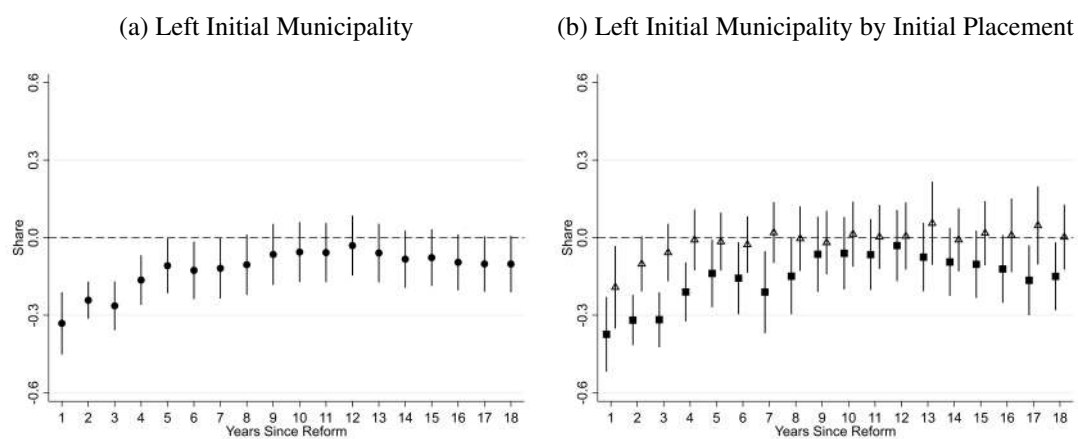 (a) Left Initial Municipality
(b) Left Initial Municipality by Initial Placement
0.6
0.3
0.0
-0.3
-0.6
Share
1 2 3 4 5 6 7 8 9 10 11 12 13 14 15 16 17 18
Years Since Reform
0.6
0.3
0.0
-0.3
-0.6
Share
1 2 3 4 5 6 7 8 9 10 11 12 13 14 15 16 17 18
Years Since Reform